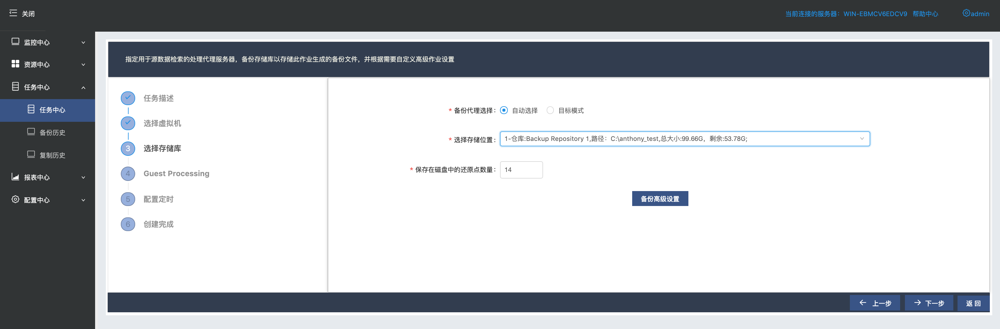 关闭
当前连接的服务器：WIN-EBMCV6EDCV9 帮助中心 admin
监控中心
资源中心
任务中心
任务中心
备份历史
复制历史
报表中心
配置中心
指定用于源数据检索的处理代理服务器，备份存储库以存储此作业生成的备份文件，并根据需要自定义高级作业设置
任务描述
选择虚拟机
3 选择存储库
4 Guest Processing
5 配置定时
6 创建完成
* 备份代理选择： 自动选择 目标模式
* 选择存储位置： 1-仓库:Backup Repository 1,路径：C:\anthony_test,总大小:99.66G，剩余:53.78G;
* 保存在磁盘中的还原点数量： 14
备份高级设置
上一步 下一步 返 回